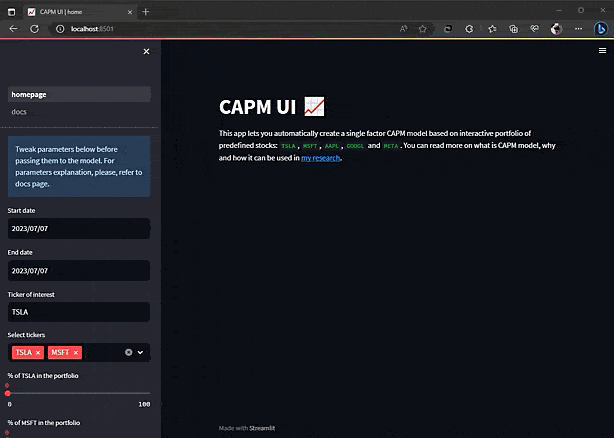 CAPM UI | home
localhost:8501
homepage
docs
Tweak parameters below before
passing them to the model. For
parameters explanation, please, refer to
docs page.
Start date
2023/07/07
End date
2023/07/07
Ticker of interest
TSLA
Select tickers
TSLA MSFT
% of TSLA in the portfolio
0
0 100
% of MSFT in the portfolio
0
CAPM UI
This app lets you automatically create a single factor CAPM model based on interactive portfolio of
predefined stocks: TSLA, MSFT, AAPL, GOOGL and META. You can read more on what is CAPM model, why
and how it can be used in my research.
Made with Streamlit